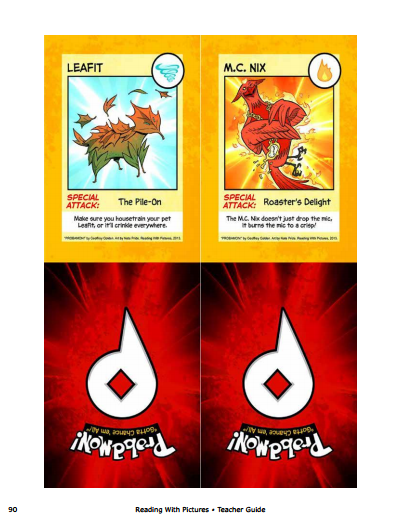 LEAFIT
SPECIAL ATTACK: The Pile-On
Make sure you housetrain your pet
Leafit, or it'll crinkle everywhere.
"PROBAMON!" by Geoffrey Golden. Art by Nate Pride. Reading With Pictures, 2013.
M.C. NIX
SPECIAL ATTACK: Roaster's Delight
The M.C. Nix doesn't just drop the mic,
it burns the mic to a crisp!
"PROBAMON!" by Geoffrey Golden. Art by Nate Pride. Reading With Pictures, 2013.
PROBAMON!
"Gotta Chance 'em All!"
PROBAMON!
"Gotta Chance 'em All!"
90 Reading With Pictures • Teacher Guide